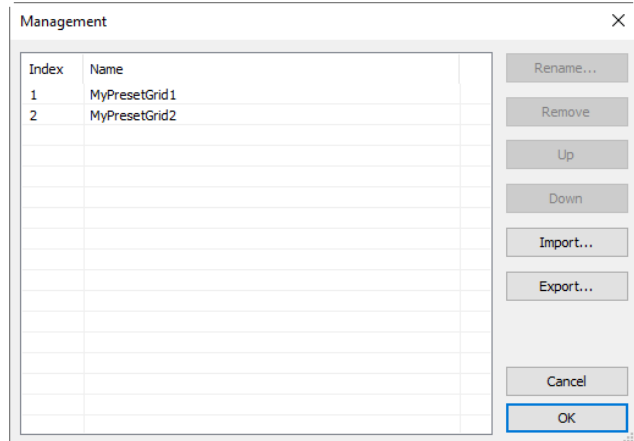 Management
Index Name
1 MyPresetGrid1
2 MyPresetGrid2
Rename...
Remove
Up
Down
Import...
Export...
Cancel
OK